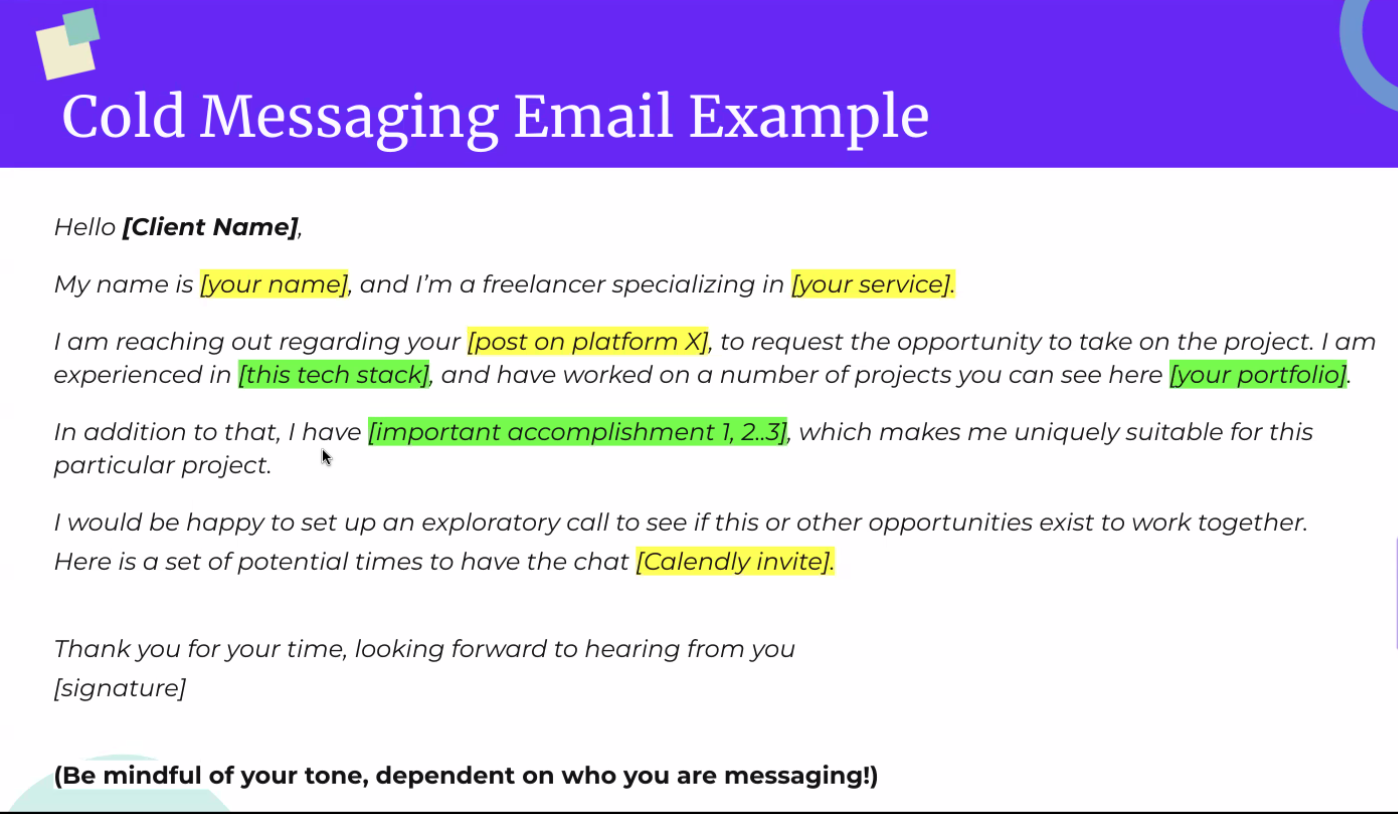 Cold Messaging Email Example
Hello [Client Name],
My name is [your name], and I’m a freelancer specializing in [your service].
I am reaching out regarding your [post on platform X], to request the opportunity to take on the project. I am
experienced in [this tech stack], and have worked on a number of projects you can see here [your portfolio].
In addition to that, I have [important accomplishment 1, 2..3], which makes me uniquely suitable for this
particular project.
I would be happy to set up an exploratory call to see if this or other opportunities exist to work together.
Here is a set of potential times to have the chat [Calendly invite].
Thank you for your time, looking forward to hearing from you
[signature]
(Be mindful of your tone, dependent on who you are messaging!)